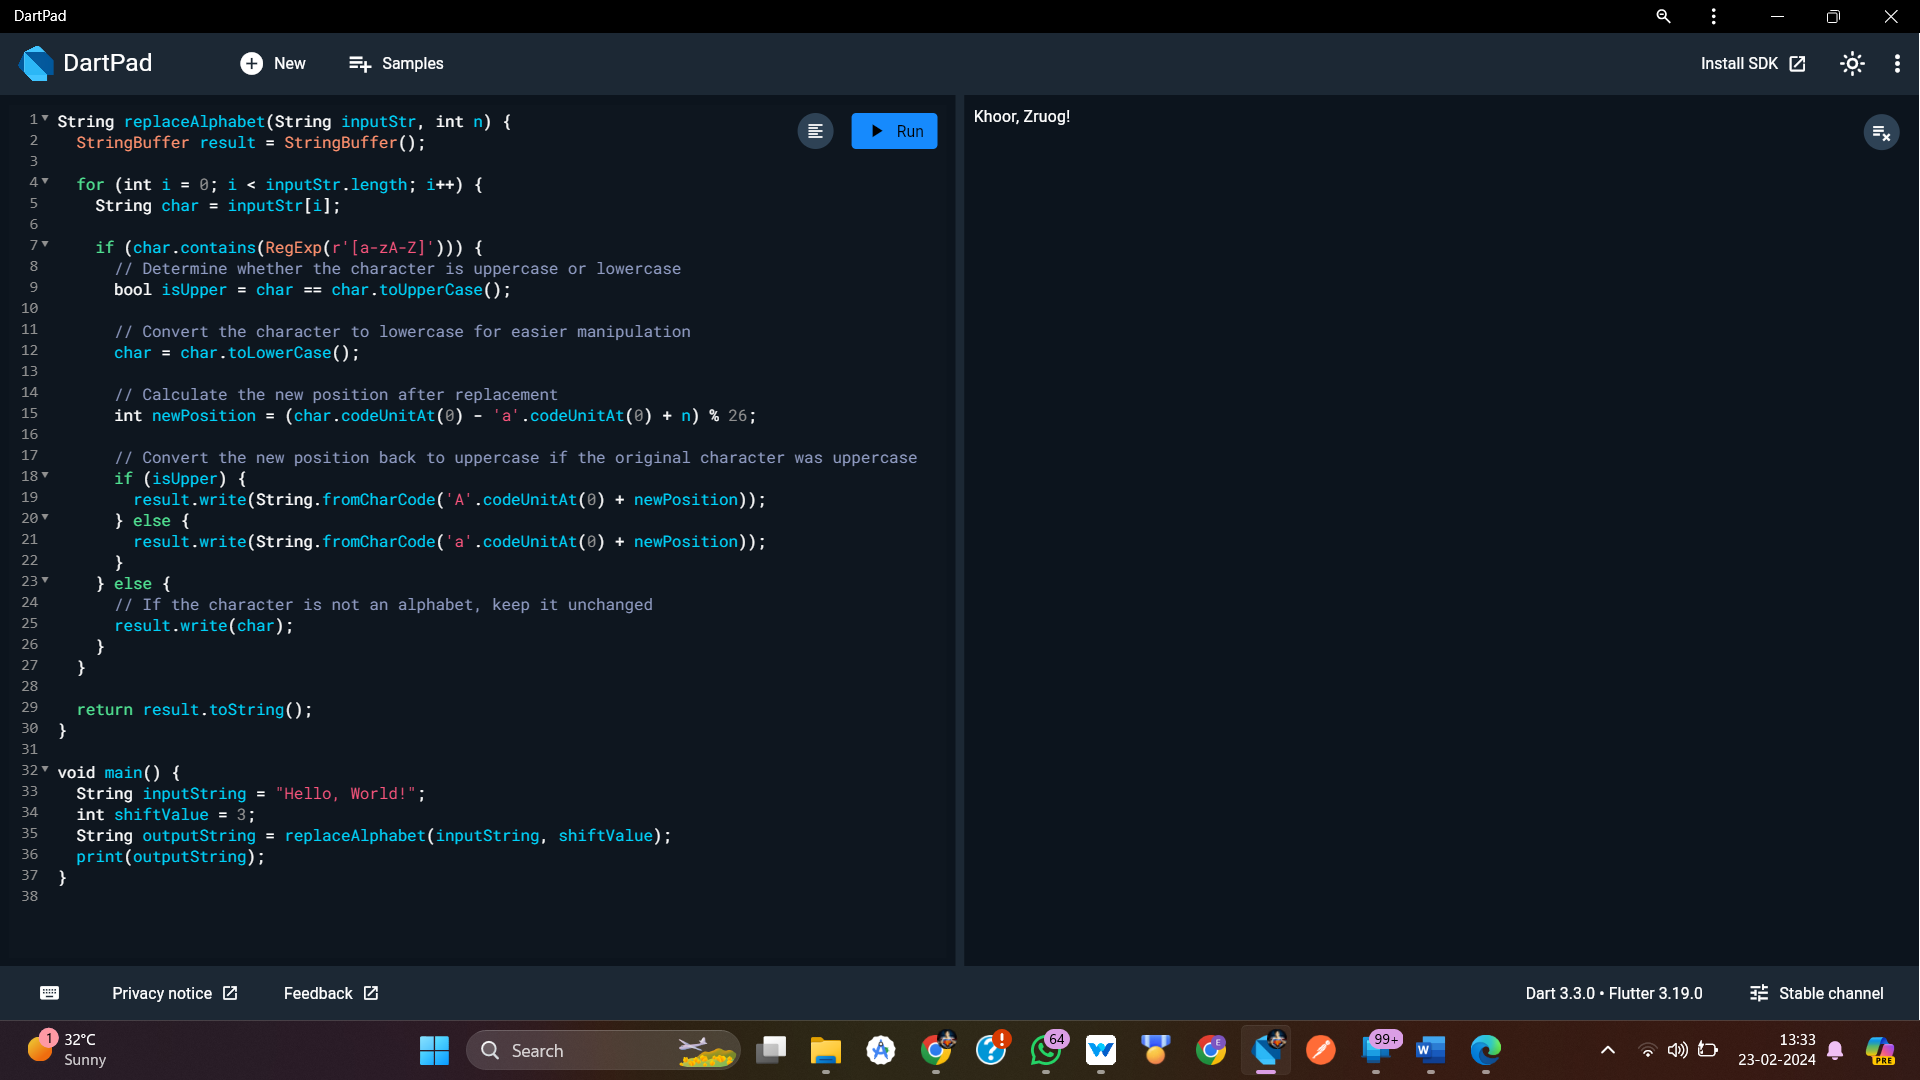 DartPad
DartPad
New
Samples
Install SDK
1 String replaceAlphabet(String inputStr, int n) {
2   StringBuffer result = StringBuffer();
3
4   for (int i = 0; i < inputStr.length; i++) {
5     String char = inputStr[i];
6
7     if (char.contains(RegExp(r'[a-zA-Z]'))) {
8       // Determine whether the character is uppercase or lowercase
9       bool isUpper = char == char.toUpperCase();
10
11       // Convert the character to lowercase for easier manipulation
12       char = char.toLowerCase();
13
14       // Calculate the new position after replacement
15       int newPosition = (char.codeUnitAt(0) - 'a'.codeUnitAt(0) + n) % 26;
16
17       // Convert the new position back to uppercase if the original character was uppercase
18       if (isUpper) {
19         result.write(String.fromCharCode('A'.codeUnitAt(0) + newPosition));
20       } else {
21         result.write(String.fromCharCode('a'.codeUnitAt(0) + newPosition));
22       }
23     } else {
24       // If the character is not an alphabet, keep it unchanged
25       result.write(char);
26     }
27   }
28
29   return result.toString();
30 }
31
32 void main() {
33   String inputString = "Hello, World!";
34   int shiftValue = 3;
35   String outputString = replaceAlphabet(inputString, shiftValue);
36   print(outputString);
37 }
38
Run
Khoor, Zruog!
Privacy notice
Feedback
Dart 3.3.0 • Flutter 3.19.0
Stable channel
1
32°C
Sunny
Search
64
W
E
99+
W
13:33
23-02-2024
PRE